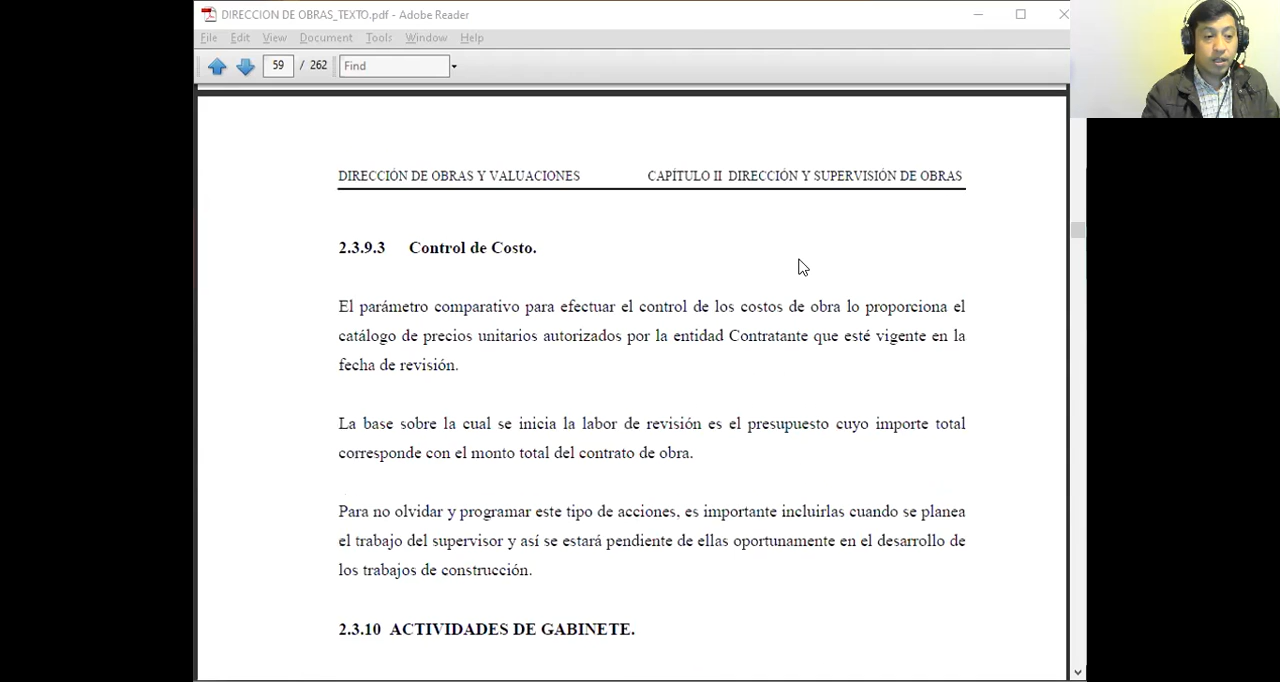 DIRECCION DE OBRAS_TEXTO.pdf - Adobe Reader
File Edit View Document Tools Window Help
59 / 262 Find
DIRECCIÓN DE OBRAS Y VALUACIONES CAPÍTULO II DIRECCIÓN Y SUPERVISIÓN DE OBRAS
2.3.9.3 Control de Costo.
El parámetro comparativo para efectuar el control de los costos de obra lo proporciona el
catálogo de precios unitarios autorizados por la entidad Contratante que esté vigente en la
fecha de revisión.
La base sobre la cual se inicia la labor de revisión es el presupuesto cuyo importe total
corresponde con el monto total del contrato de obra.
Para no olvidar y programar este tipo de acciones, es importante incluirlas cuando se planea
el trabajo del supervisor y así se estará pendiente de ellas oportunamente en el desarrollo de
los trabajos de construcción.
2.3.10 ACTIVIDADES DE GABINETE.